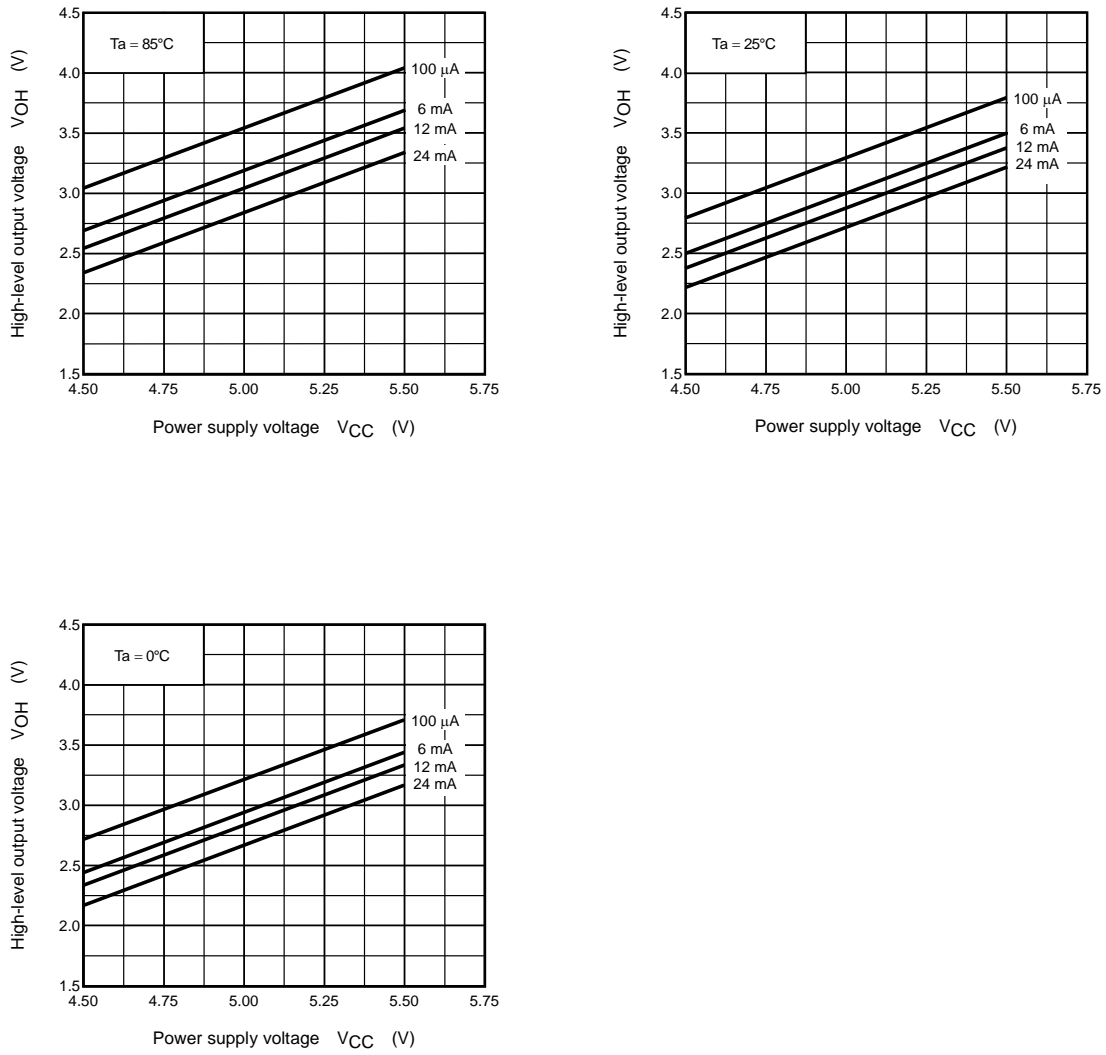 Ta = 85°C
High-level output voltage VOH (V)
4.5
4.0
3.5
3.0
2.5
2.0
1.5
100 μA
6 mA
12 mA
24 mA
4.50 4.75 5.00 5.25 5.50 5.75
Power supply voltage VCC (V)
Ta = 25°C
High-level output voltage VOH (V)
4.5
4.0
3.5
3.0
2.5
2.0
1.5
100 μA
6 mA
12 mA
24 mA
4.50 4.75 5.00 5.25 5.50 5.75
Power supply voltage VCC (V)
Ta = 0°C
High-level output voltage VOH (V)
4.5
4.0
3.5
3.0
2.5
2.0
1.5
100 μA
6 mA
12 mA
24 mA
4.50 4.75 5.00 5.25 5.50 5.75
Power supply voltage VCC (V)